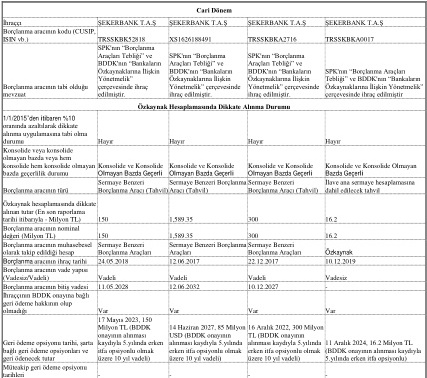 Cari Dönem
İhraççı ŞEKERBANK T.A.Ş ŞEKERBANK T.A.Ş ŞEKERBANK T.A.Ş ŞEKERBANK T.A.Ş
Borçlanma aracının kodu (CUSIP,
ISIN vb.) TRSSKBK52818 XS1626188491 TRSSKBKA2716 TRSSKBKA0017
SPK'nın “Borçlanma
Araçları Tebliği” ve SPK'nın “Borçlanma SPK'nın “Borçlanma
BDDK'nın “Bankaların Araçları Tebliği” ve Araçları Tebliği” ve
Özkaynaklarına İlişkin BDDK'nın “Bankaların BDDK'nın “Bankaların SPK'nın “Borçlanma Araçları
Yönetmelik” Özkaynaklarına İlişkin Özkaynaklarına İlişkin Tebliği” ve BDDK'nın “Bankaların
Borçlanma aracının tabi olduğu çerçevesinde ihraç Yönetmelik” çerçevesinde Yönetmelik” çerçevesinde Özkaynaklarına İlişkin Yönetmelik”
mevzuat edilmiştir ihraç edilmiştir ihraç edilmiştir çerçevesinde ihraç edilmiştir
Özkaynak Hesaplamasında Dikkate Alınma Durumu
1/1/2015’den itibaren %10
oranında azaltılarak dikkate
alınma uygulamasına tabi olma
durumu Hayır Hayır Hayır Hayır
Konsolide veya konsolide
olmayan bazda veya hem
konsolide hem konsolide olmayan Konsolide ve Konsolide Konsolide ve Konsolide Konsolide ve Konsolide Konsolide ve Konsolide Olmayan
bazda geçerlilik durumu Olmayan Bazda Geçerli Olmayan Bazda Geçerli Olmayan Bazda Geçerli Bazda Geçerli
Sermaye Benzeri Sermaye Benzeri Borçlanma Sermaye Benzeri İlave ana sermaye hesaplamasına
Borçlanma aracının türü Borçlanma Aracı (Tahvil) Aracı (Tahvil) Borçlanma Aracı (Tahvil) dahil edilecek tahvil
Özkaynak hesaplamasında dikkate
alınan tutar (En son raporlama
tarihi itibarıyla - Milyon TL) 150 1,589.35 300 16.2
Borçlanma aracının nominal
değeri (Milyon TL) 150 1,589.35 300 16.2
Borçlanma aracının muhasebesel Sermaye Benzeri Sermaye Benzeri Borçlanma Sermaye Benzeri
olarak takip edildiği hesap Borçlanma Araçları Araçları Borçlanma Araçları Özkaynak
Borçlanma aracının ihraç tarihi 24.05.2018 12.06.2017 22.12.2017 10.12.2019
Borçlanma aracının vade yapısı
(Vadesiz/Vadeli) Vadeli Vadeli Vadeli Vadesiz
Borçlanma aracının bitiş vadesi 11.05.2028 12.06.2032 10.12.2027 -
İhraççının BDDK onayına bağlı
geri ödeme hakkının olup
olmadığı Var Var Var Var
17 Mayıs 2023, 150
Milyon TL (BDDK 14 Haziran 2027, 85 Milyon 16 Aralık 2022, 300 Milyon
onayının alınması USD (BDDK onayının TL (BDDK onayının
Geri ödeme opsiyonu tarihi, şarta kaydıyla 5.yılında erken alınması kaydıyla 5.yılında alınması kaydıyla 5.yılında 11 Aralık 2024, 16.2 Milyon TL
bağlı geri ödeme opsiyonları ve itfa opsiyonlu olmak erken itfa opsiyonlu olmak erken itfa opsiyonlu olmak (BDDK onayının alınması kaydıyla
geri ödenecek tutar üzere 10 yıl vadeli) üzere 10 yıl vadeli) üzere 10 yıl vadeli) 5.yılında erken itfa opsiyonlu)
Müteakip geri ödeme opsiyonu
tarihleri - - - -